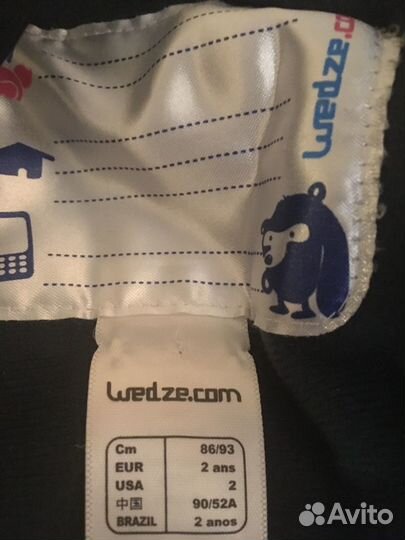 wedze.com
wedze.com
Cm 86/93
EUR 2 ans
USA 2
中国 90/52A
BRAZIL 2 anos
Avito